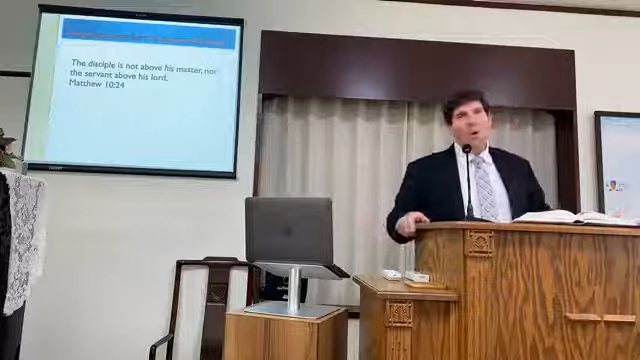 The disciple is not above his master, nor
the servant above his lord.
Matthew 10:24